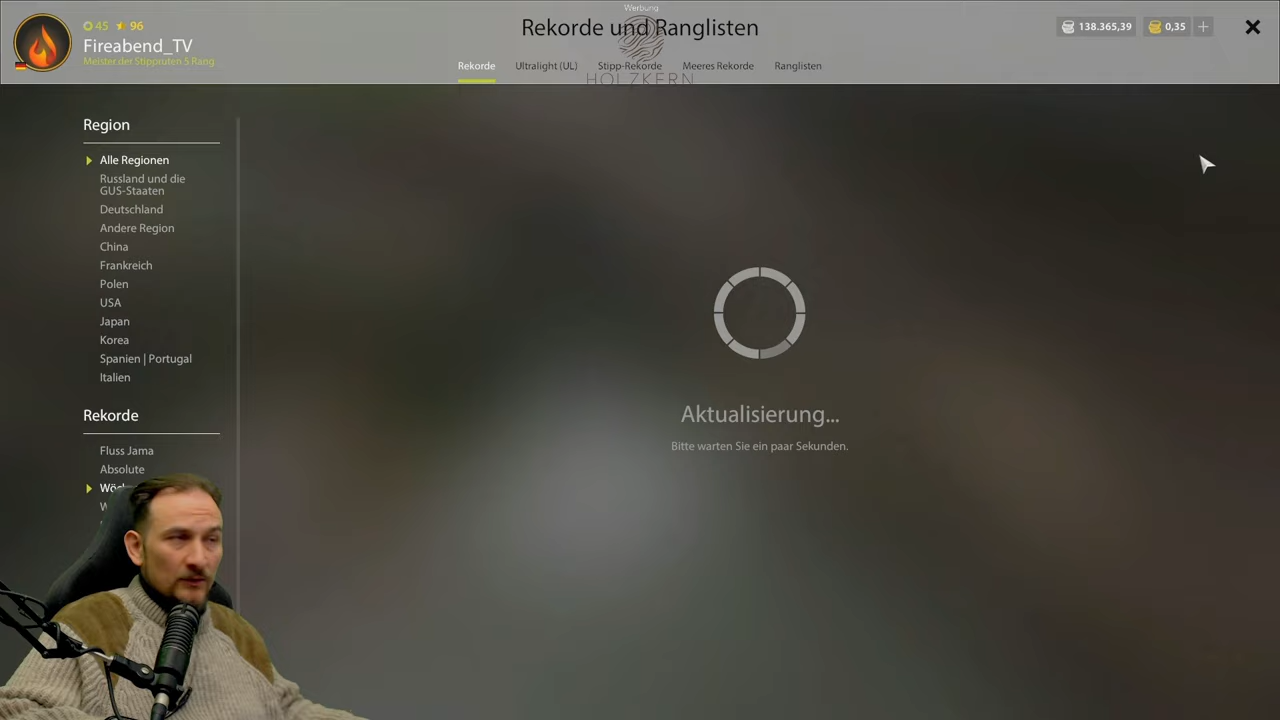 Werbung
45 96
Rekorde und Ranglisten
138.365,39
0,35
Fireabend_TV
Meister der Stippruten 5 Rang
Rekorde
Ultralight (UL)
Stipp-Rekorde
Meeres Rekorde
Ranglisten
HOLZKERN
Region
Alle Regionen
Russland und die
GUS-Staaten
Deutschland
Andere Region
China
Frankreich
Polen
USA
Japan
Korea
Spanien | Portugal
Italien
Aktualisierung...
Bitte warten Sie ein paar Sekunden.
Rekorde
Fluss Jama
Absolute